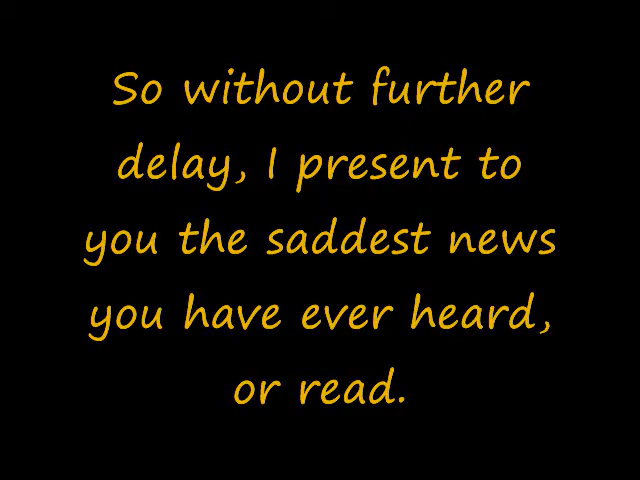 So without further
delay, I present to
you the saddest news
you have ever heard,
or read.